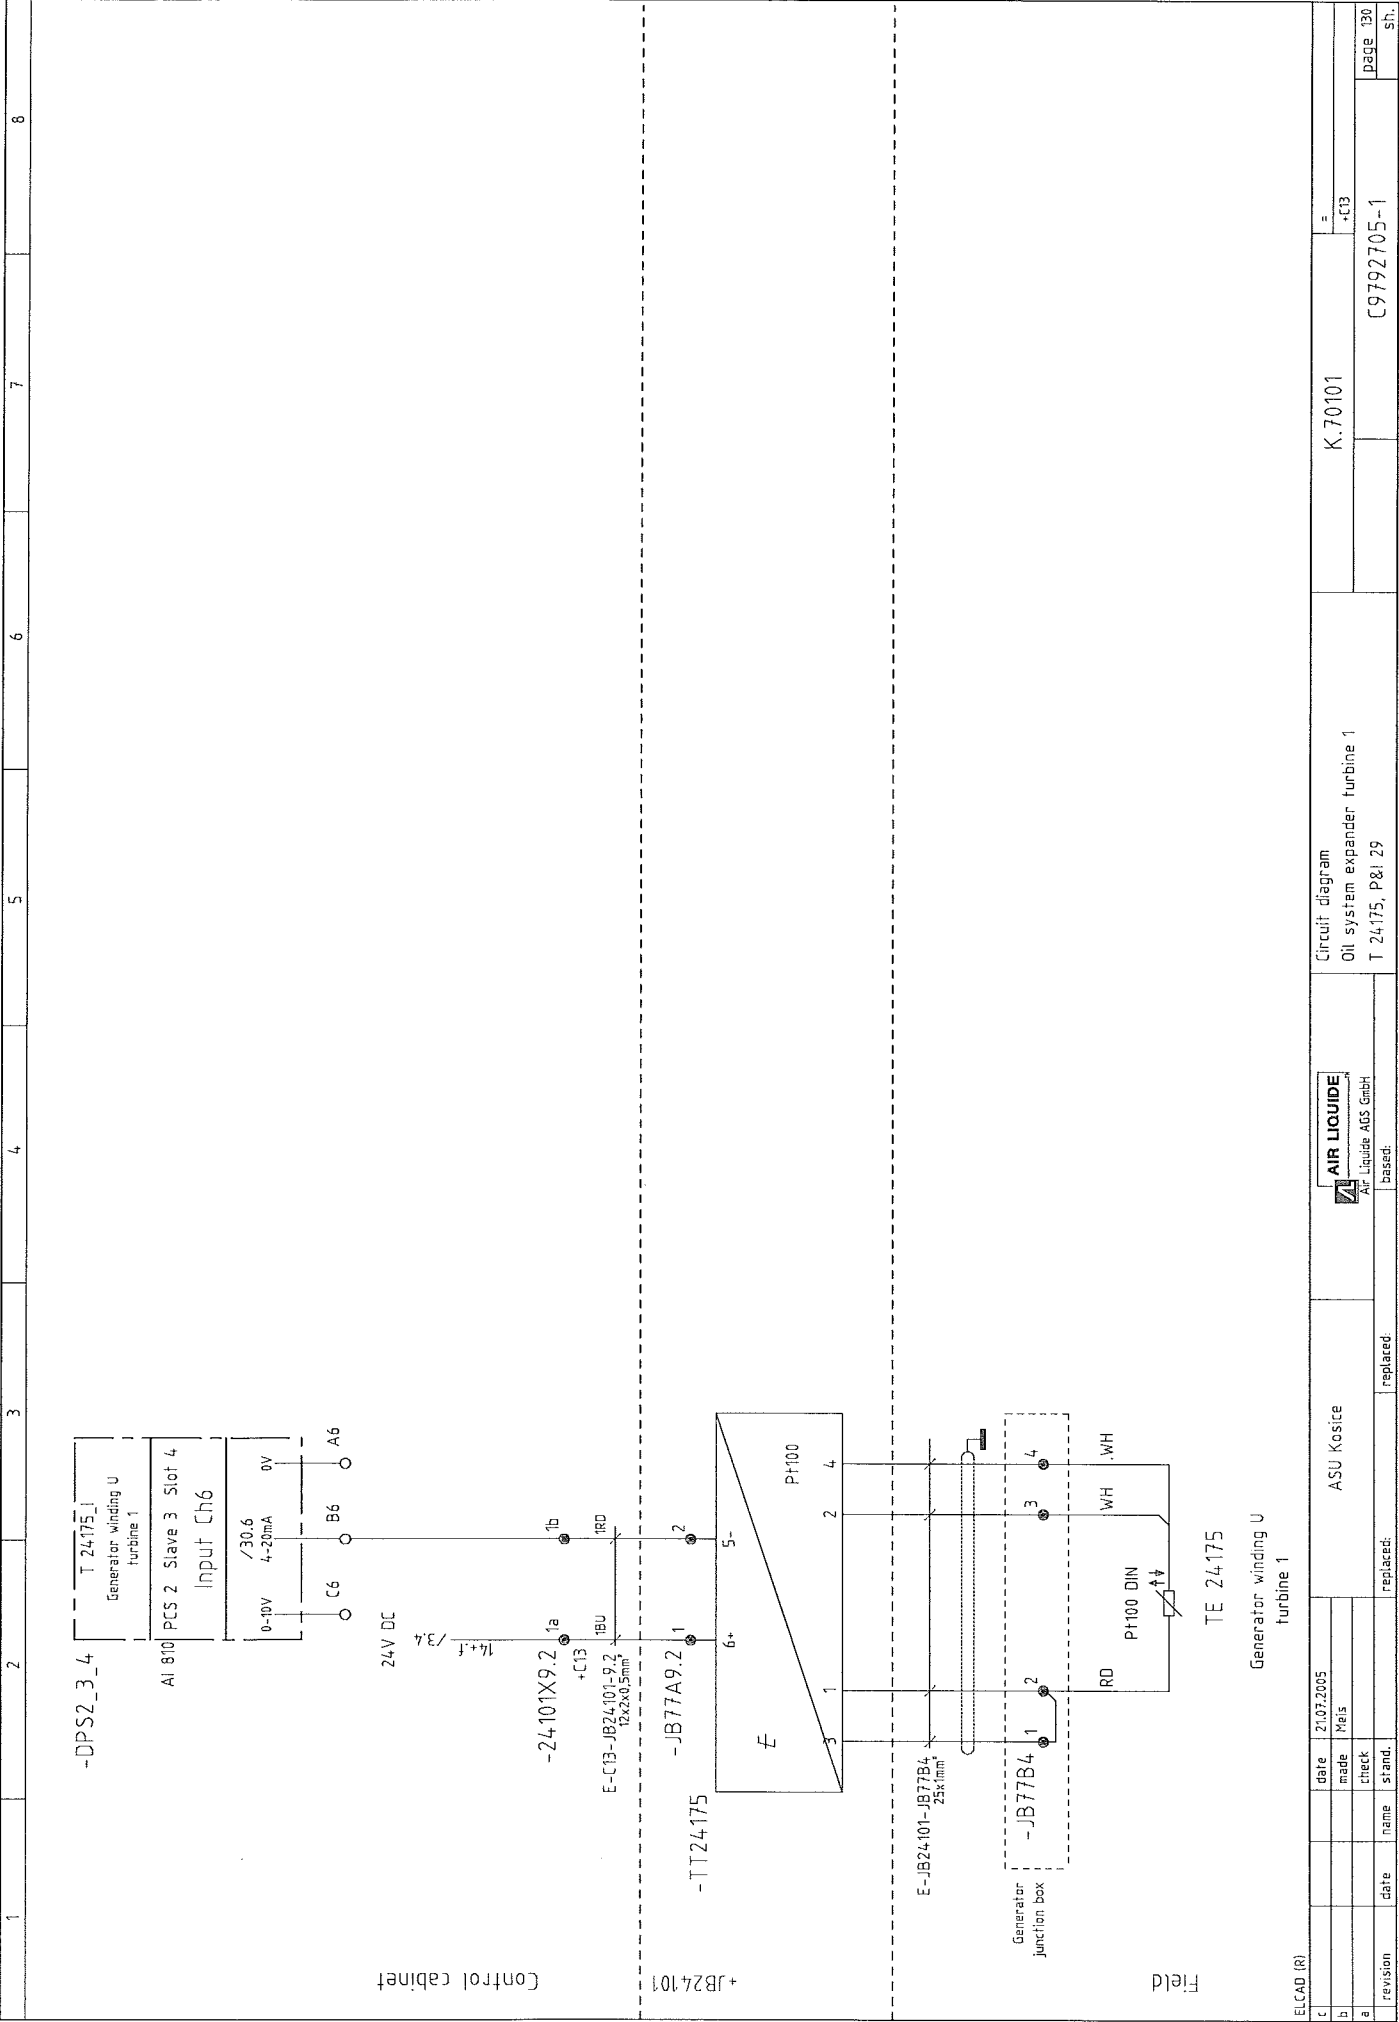 1
2
3
4
5
6
7
8
-DPS2_3_4
T 24175_I
Generator winding U
turbine 1
AI 810
PCS 2 Slave 3 Slot 4
Input Ch6
/30.6
0-10V
4-20mA
0V
C6
B6
A6
24V DC
/3.4
14+.f
-24101X9.2
1a
1b
+C13
E-C13-JB24101-9.2
12x2x0,5mm²
1BU
1RD
-JB77A9.2
1
2
Control cabinet
+JB24101
-TT24175
6+
5-
Pt100
3
1
2
4
E-JB24101-JB77B4
25x1mm²
Generator
junction box
-JB77B4
1
2
3
4
RD
WH
WH
Pt100 DIN
TE 24175
Generator winding U
turbine 1
Field
ELCAD (R)
c
b
a
revision
date
name
date
21.07.2005
made
Meis
check
stand.
ASU Kosice
replaced:
replaced:
based:
AIR LIQUIDE
Air Liquide AGS GmbH
Circuit diagram
Oil system expander turbine 1
T 24175, P&I 29
K.70101
=
+C13
C9792705-1
page 130
sh.